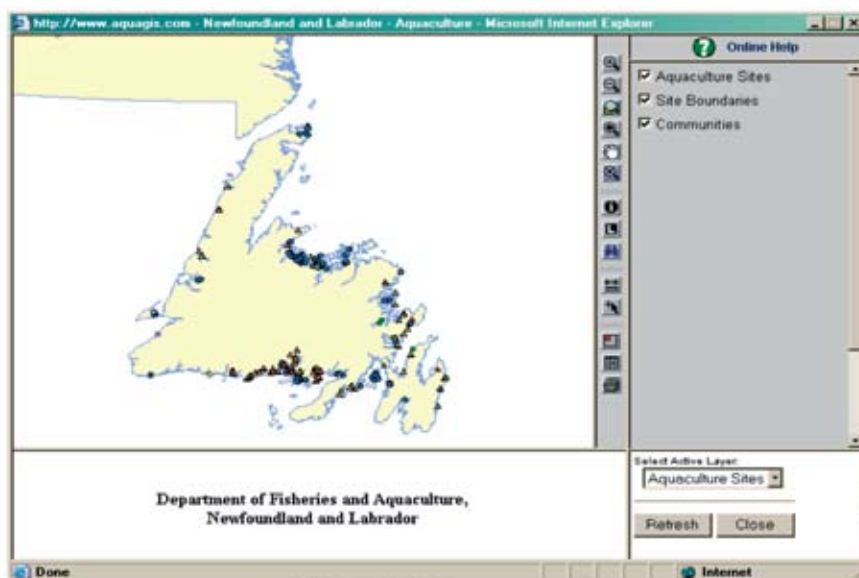 http://www.aquagis.com - Newfoundland and Labrador - Aquaculture - Microsoft Internet Explorer
Online Help
Aquaculture Sites
Site Boundaries
Communities
Select Active Layer:
Aquaculture Sites
Department of Fisheries and Aquaculture,
Newfoundland and Labrador
Refresh Close
Done Internet